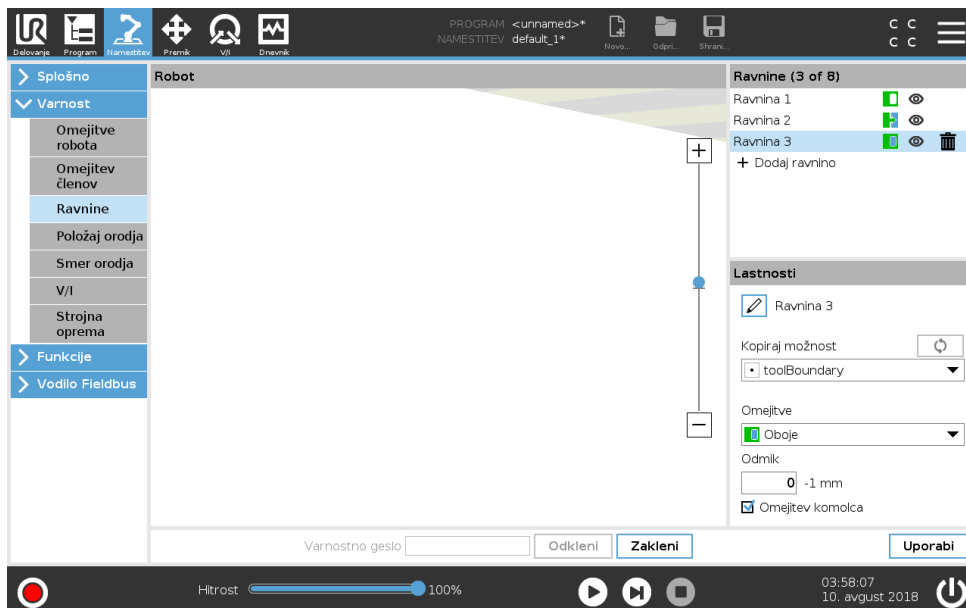 PROGRAM <unnamed>*
NAMESTITEV default_1*
Delovanje
Program
Namestitev
Premik
V/I
Dnevnik
Novo...
Odpri...
Shrani...
C C
C C
Splošno
Varnost
Omejitve
robota
Omejitev
členov
Ravnine
Položaj orodja
Smer orodja
V/I
Strojna
oprema
Funkcije
Vodilo Fieldbus
Robot
Ravnine (3 of 8)
Ravnina 1
Ravnina 2
Ravnina 3
+ Dodaj ravnino
Lastnosti
Ravnina 3
Kopiraj možnost
toolBoundary
Omejitve
Oboje
Odmik
0 -1 mm
Omejitev komolca
Varnostno geslo
Odkleni
Zakleni
Uporabi
Hitrost
100%
03:58:07
10. avgust 2018